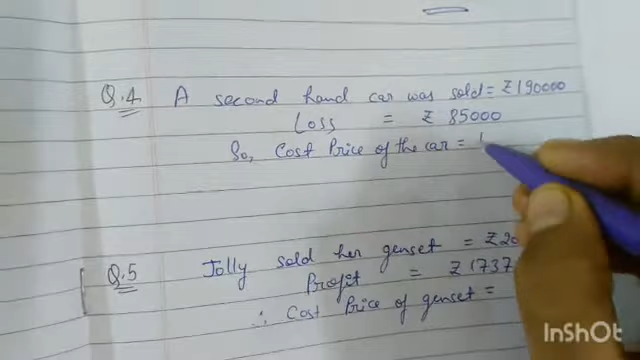 Q.4 A second hand car was sold = ₹190000
Loss = ₹ 85000
So, Cost Price of the car =
Q.5 Jolly sold her genset = ₹20
Profit = ₹1737
∴ Cost Price of genset =
InShOt